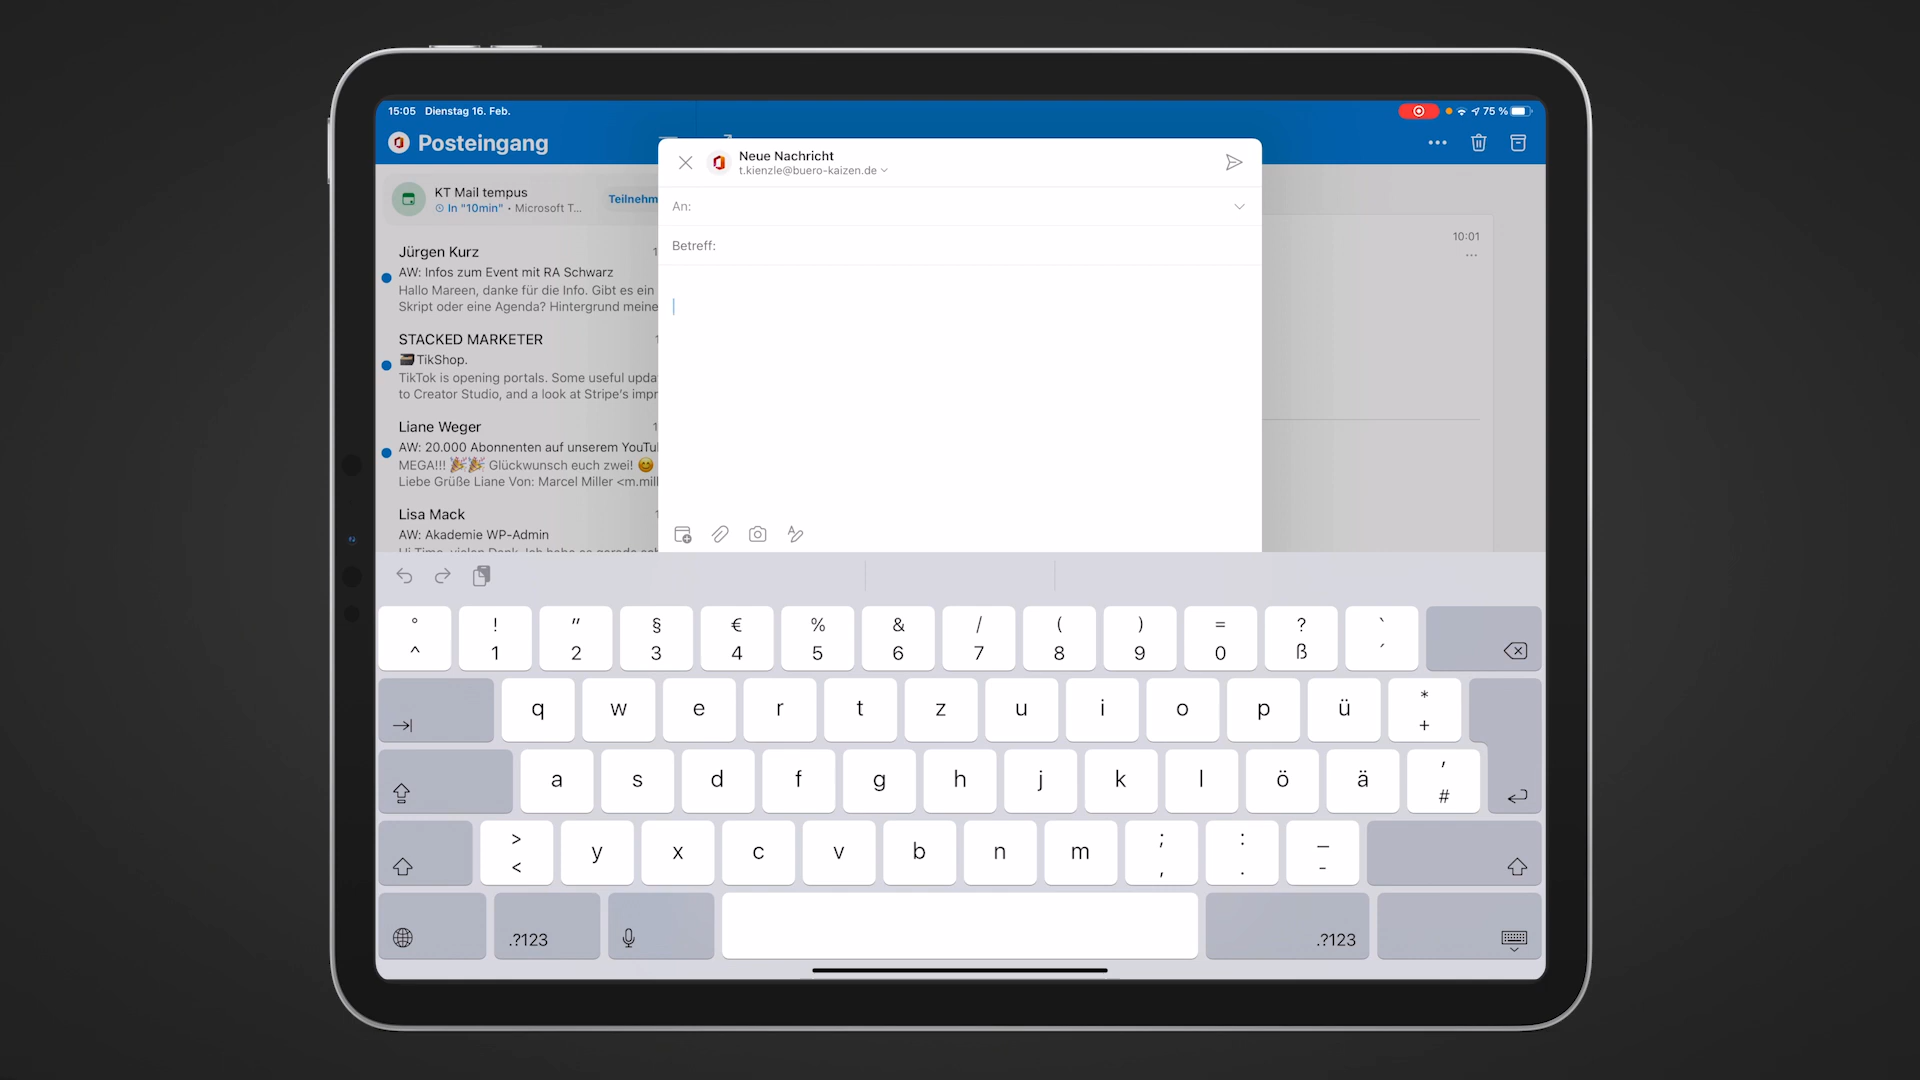 15:05 Dienstag 16. Feb.
75 %
Posteingang
KT Mail tempus
In "10min" • Microsoft T...
Teilnehm
Jürgen Kurz
AW: Infos zum Event mit RA Schwarz
Hallo Mareen, danke für die Info. Gibt es ein
Skript oder eine Agenda? Hintergrund meine
STACKED MARKETER
TikShop.
TikTok is opening portals. Some useful upda
to Creator Studio, and a look at Stripe's impr
Liane Weger
AW: 20.000 Abonnenten auf unserem YouTu
MEGA!!! 🎉🎉 Glückwunsch euch zwei! 😊
Liebe Grüße Liane Von: Marcel Miller <m.mill
Lisa Mack
AW: Akademie WP-Admin
Neue Nachricht
t.kienzle@buero-kaizen.de
An:
Betreff:
10:01
° ! " § € % & / ( ) = ? `
^ 1 2 3 4 5 6 7 8 9 0 ß ´
q w e r t z u i o p ü * +
a s d f g h j k l ö ä ' #
> < y x c v b n m ; , : . _ -
.?123 .?123